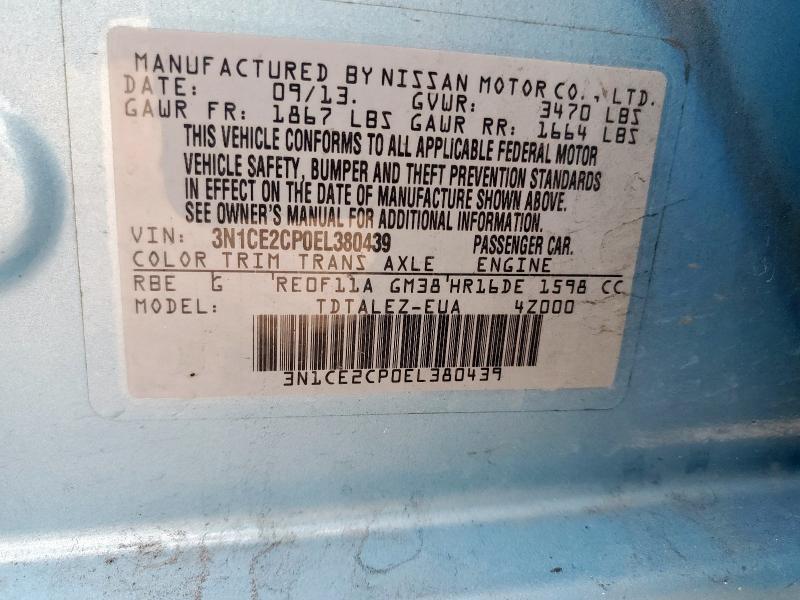 MANUFACTURED BY NISSAN MOTOR CO., LTD.
DATE: 09/13. GVWR: 3470 LBS
GAWR FR: 1867 LBS GAWR RR: 1664 LBS
THIS VEHICLE CONFORMS TO ALL APPLICABLE FEDERAL MOTOR
VEHICLE SAFETY, BUMPER AND THEFT PREVENTION STANDARDS
IN EFFECT ON THE DATE OF MANUFACTURE SHOWN ABOVE.
SEE OWNER'S MANUAL FOR ADDITIONAL INFORMATION.
VIN: 3N1CE2CP0EL380439 PASSENGER CAR.
COLOR TRIM TRANS AXLE ENGINE
RBE G RE0F11A GM38 HR16DE 1598 CC
MODEL: TDTALEZ-EUA 4Z000
3N1CE2CP0EL380439